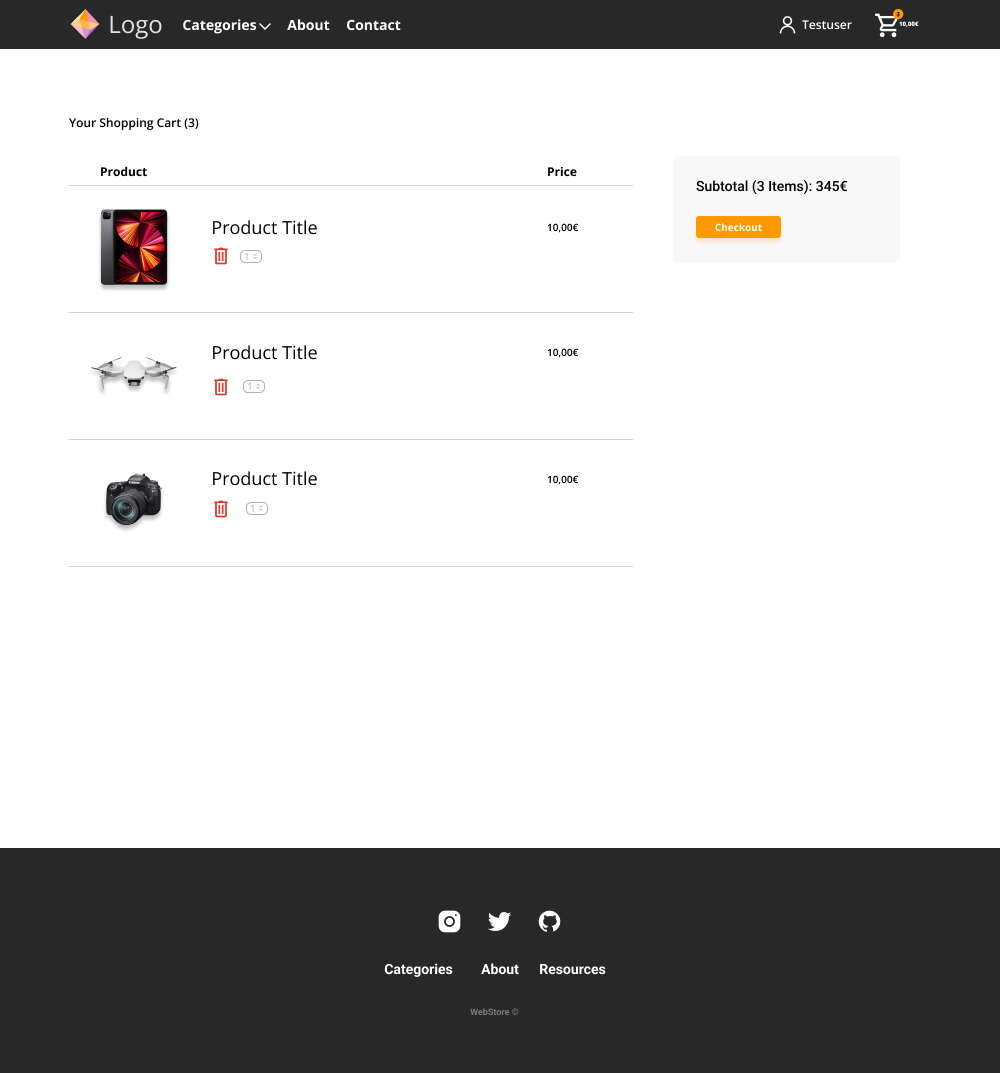 Logo Categories About Contact Testuser 3 10,00€
Your Shopping Cart (3)
Product Price
Subtotal (3 Items): 345€
Product Title 10,00€
Checkout
1
Product Title 10,00€
1
Product Title 10,00€
1
Categories About Resources
WebStore ©